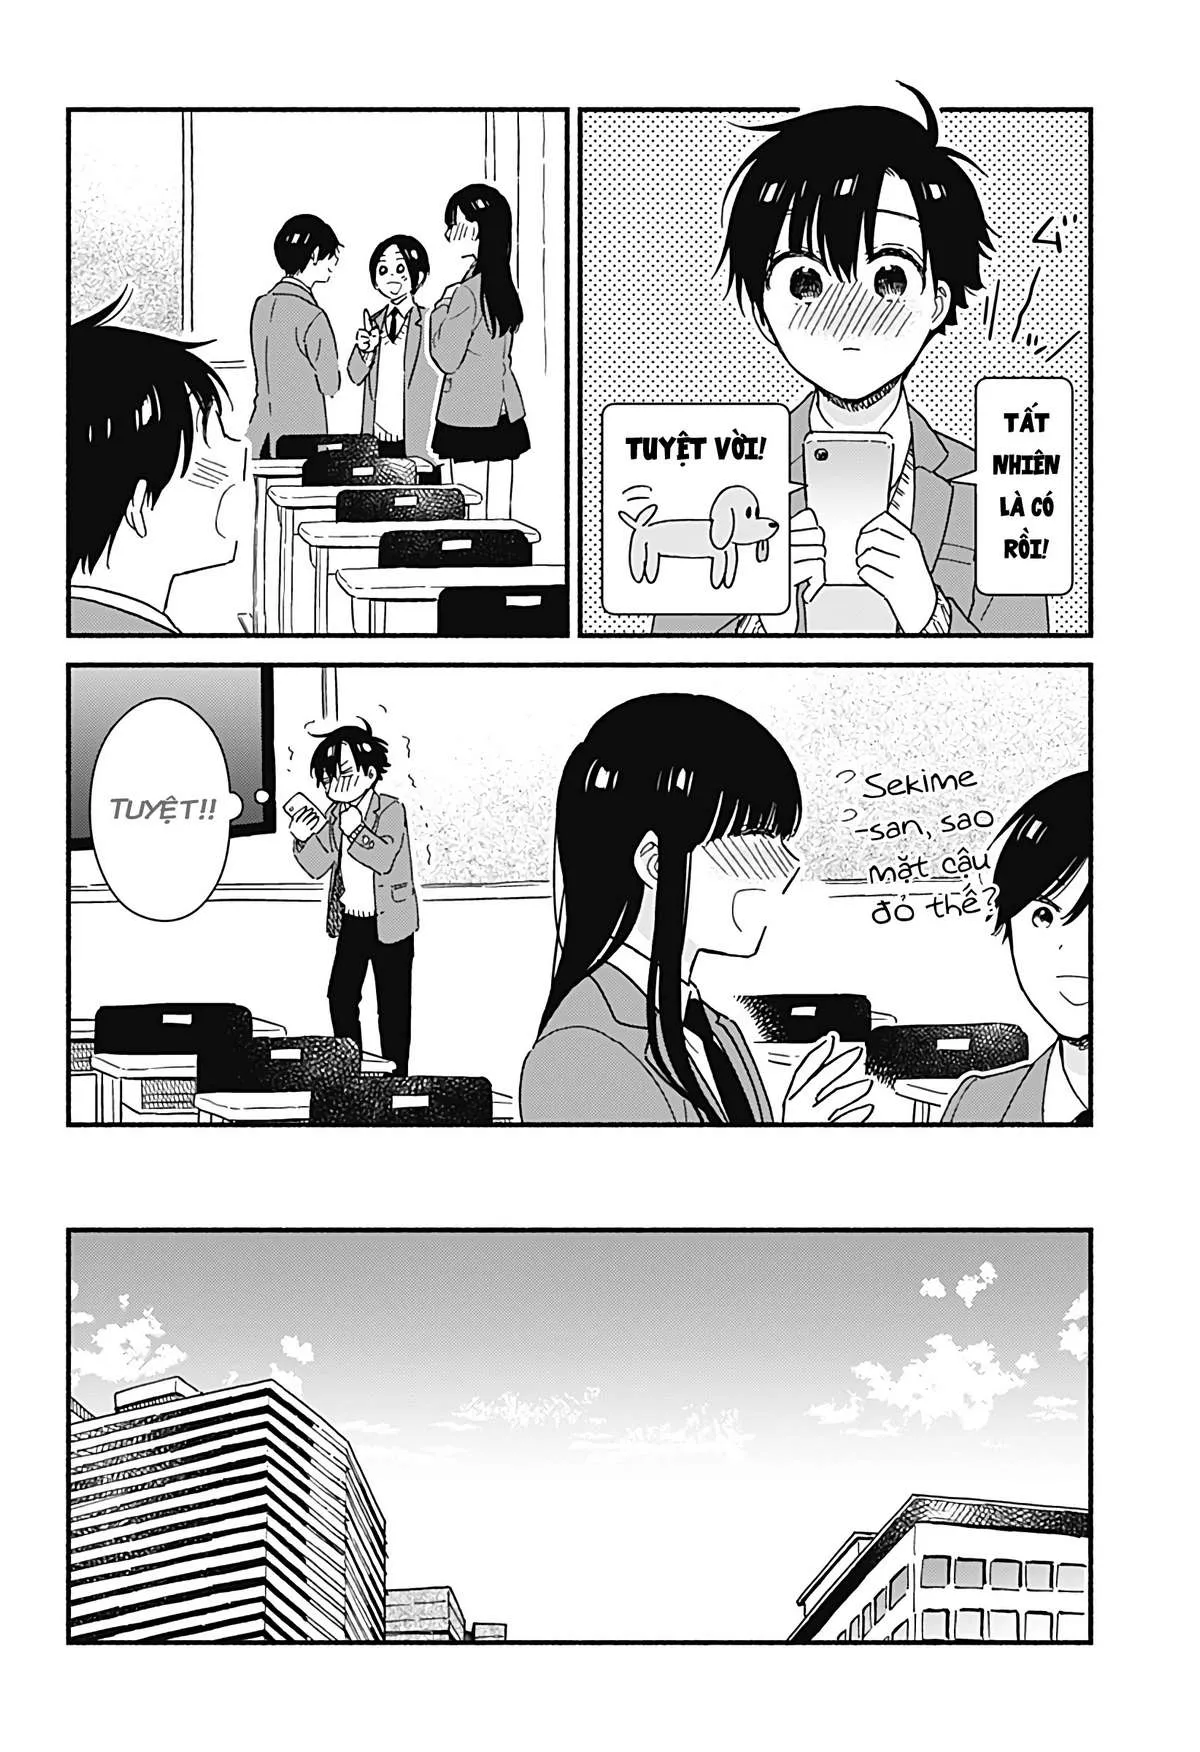 TẤT
NHIÊN
LÀ CÓ
RỒI!
TUYỆT VỜI!
Sekime
-san, sao
mặt cậu
đỏ thế?
TUYỆT!!